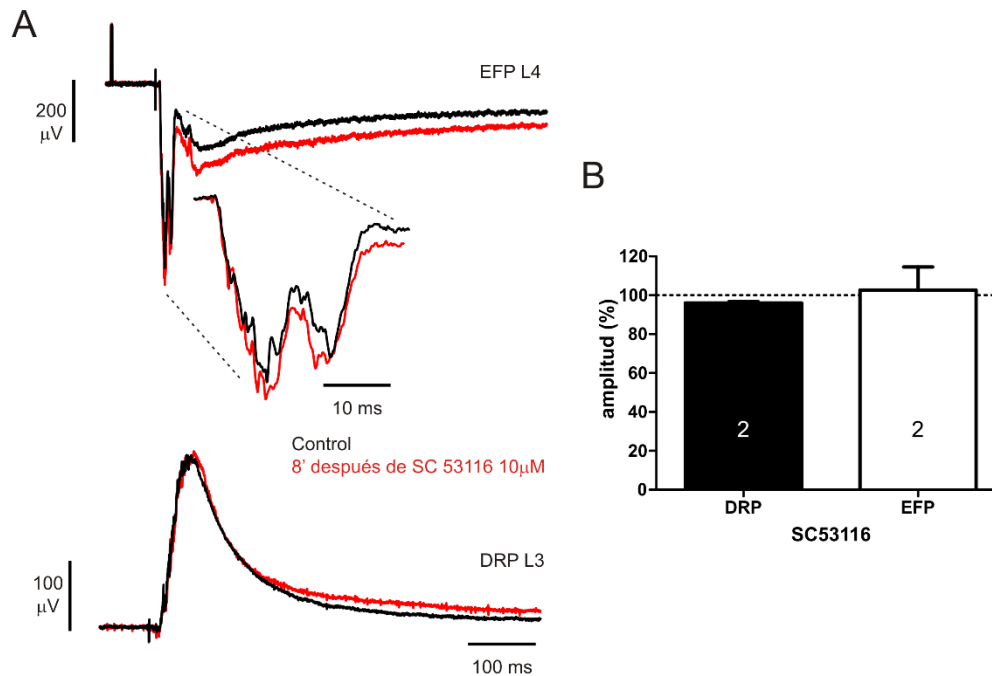 A
EFP L4
200
µV
10 ms
Control
8' después de SC 53116 10µM
DRP L3
100
µV
100 ms
B
120
100
80
60
40
20
0
amplitud (%)
2
2
DRP
EFP
SC53116